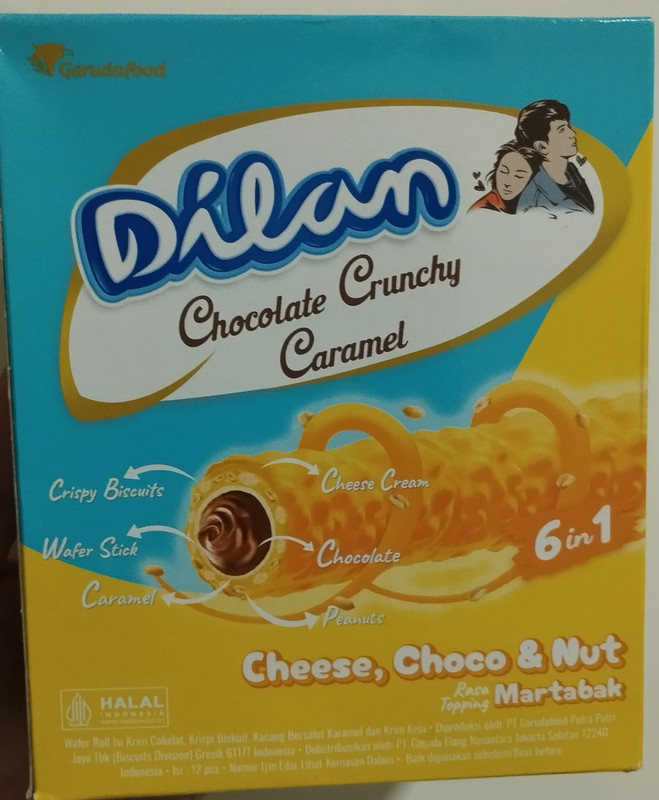 Garudafood
Dilan
Chocolate Crunchy
Caramel
Crispy Biscuits
Cheese Cream
Wafer Stick
Chocolate
Caramel
Peanuts
6 in 1
Cheese, Choco & Nut
Rasa
Topping
Martabak
HALAL
INDONESIA
Wafer Roll Isi Krim Cokelat, Krispi Biskuit, Kacang Bersalut Karamel dan Krim Keju • Diproduksi oleh: PT Garudafood Putra Putri
Jaya Tbk (Biscuits Division) Gresik 61177 Indonesia • Didistribusikan oleh: PT Garuda Elang Nusantara Jakarta Selatan 12240
Indonesia • Isi : 12 pcs • Nomor Ijin Edar Lihat Kemasan Dalam • Baik digunakan sebelum/Best before